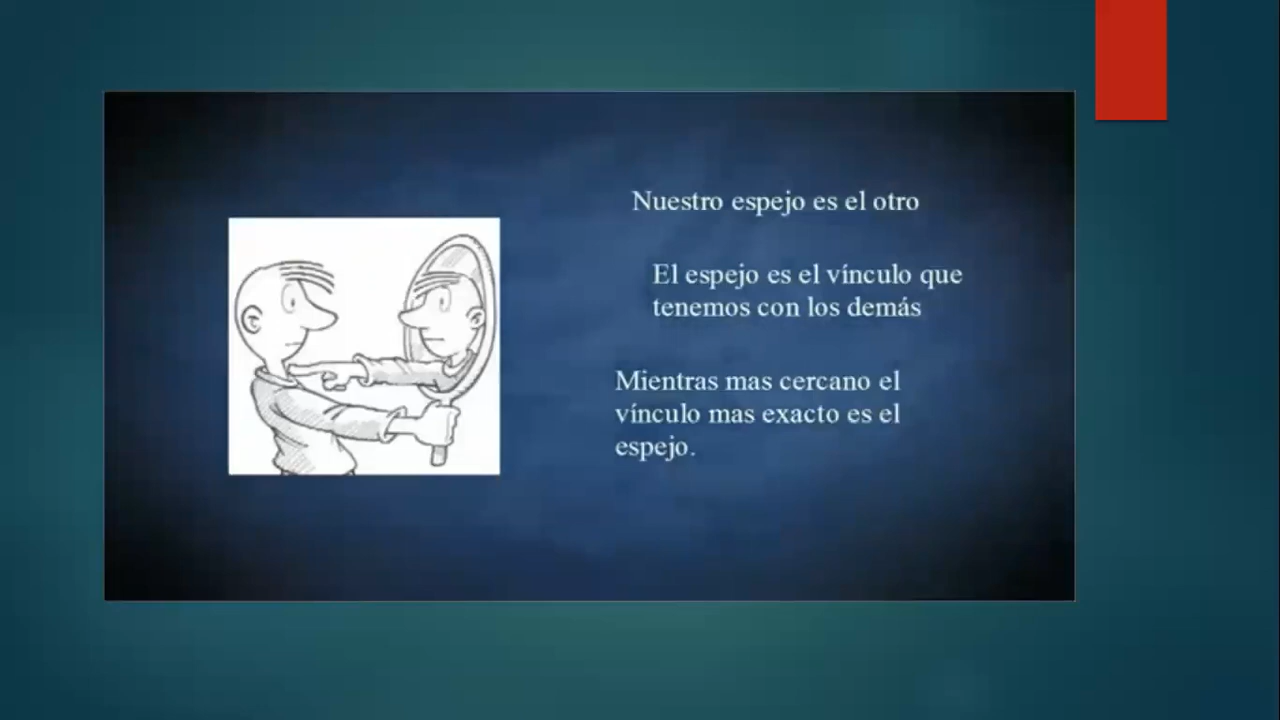 Nuestro espejo es el otro
El espejo es el vínculo que
tenemos con los demás
Mientras mas cercano el
vínculo mas exacto es el
espejo.